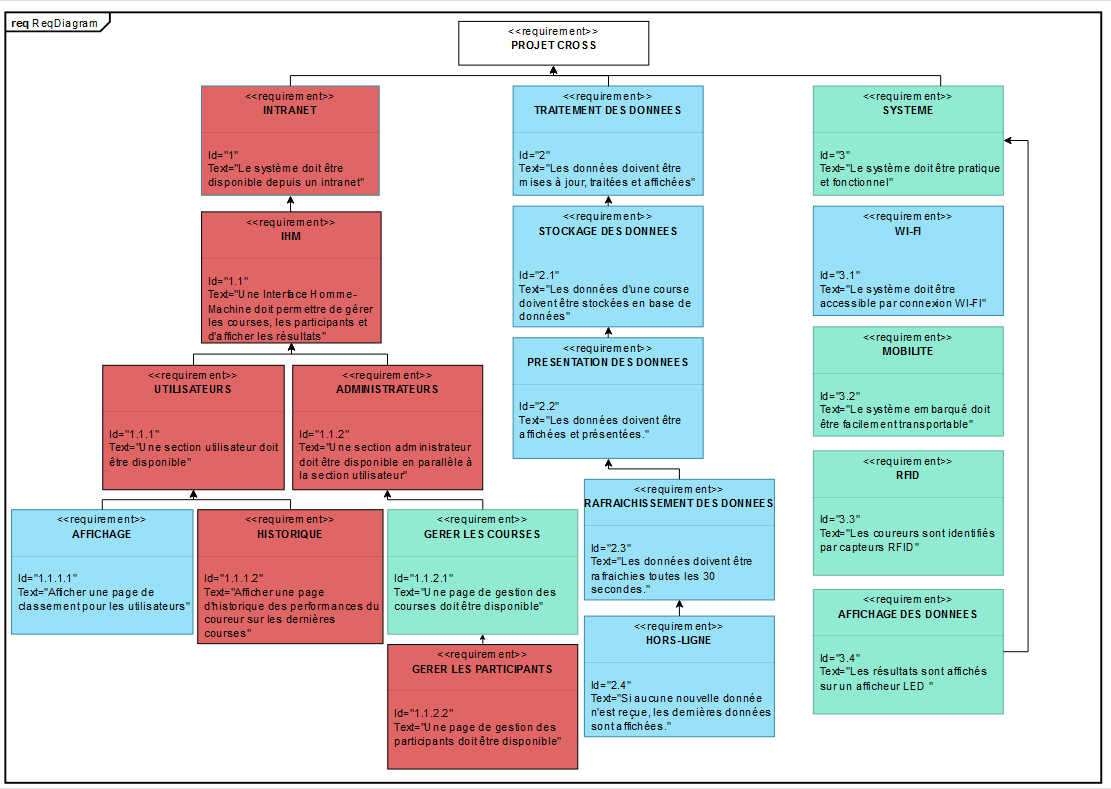 req ReqDiagram
<<requirement>>
PROJET CROSS
<<requirement>>
INTRANET
Id="1"
Text="Le système doit être
disponible depuis un intranet"
<<requirement>>
TRAITEMENT DES DONNEES
Id="2"
Text="Les données doivent être
mises à jour, traitées et affichées"
<<requirement>>
SYSTEME
Id="3"
Text="Le système doit être pratique
et fonctionnel"
<<requirement>>
IHM
Id="1.1"
Text="Une Interface Homme-
Machine doit permettre de gérer
les courses, les participants et
d'afficher les résultats"
<<requirement>>
STOCKAGE DES DONNEES
Id="2.1"
Text="Les données d'une course
doivent être stockées en base de
données"
<<requirement>>
WI-FI
Id="3.1"
Text="Le système doit être
accessible par connexion WI-FI"
<<requirement>>
PRESENTATION DES DONNEES
Id="2.2"
Text="Les données doivent être
affichées et présentées."
<<requirement>>
MOBILITE
Id="3.2"
Text="Le système embarqué doit
être facilement transportable"
<<requirement>>
UTILISATEURS
Id="1.1.1"
Text="Une section utilisateur doit
être disponible"
<<requirement>>
ADMINISTRATEURS
Id="1.1.2"
Text="Une section administrateur
doit être disponible en parallèle à
la section utilisateur"
<<requirement>>
RFID
Id="3.3"
Text="Les coureurs sont identifiés
par capteurs RFID"
<<requirement>>
RAFRAICHISSEMENT DES DONNEES
Id="2.3"
Text="Les données doivent être
rafraichies toutes les 30
secondes."
<<requirement>>
AFFICHAGE
Id="1.1.1.1"
Text="Afficher une page de
classement pour les utilisateurs"
<<requirement>>
HISTORIQUE
Id="1.1.1.2"
Text="Afficher une page
d'historique des performances du
coureur sur les dernières
courses"
<<requirement>>
GERER LES COURSES
Id="1.1.2.1"
Text="Une page de gestion des
courses doit être disponible"
<<requirement>>
AFFICHAGE DES DONNEES
Id="3.4"
Text="Les résultats sont affichés
sur un afficheur LED "
<<requirement>>
HORS-LIGNE
Id="2.4"
Text="Si aucune nouvelle donnée
n'est reçue, les dernières données
sont affichées."
<<requirement>>
GERER LES PARTICIPANTS
Id="1.1.2.2"
Text="Une page de gestion des
participants doit être disponible"